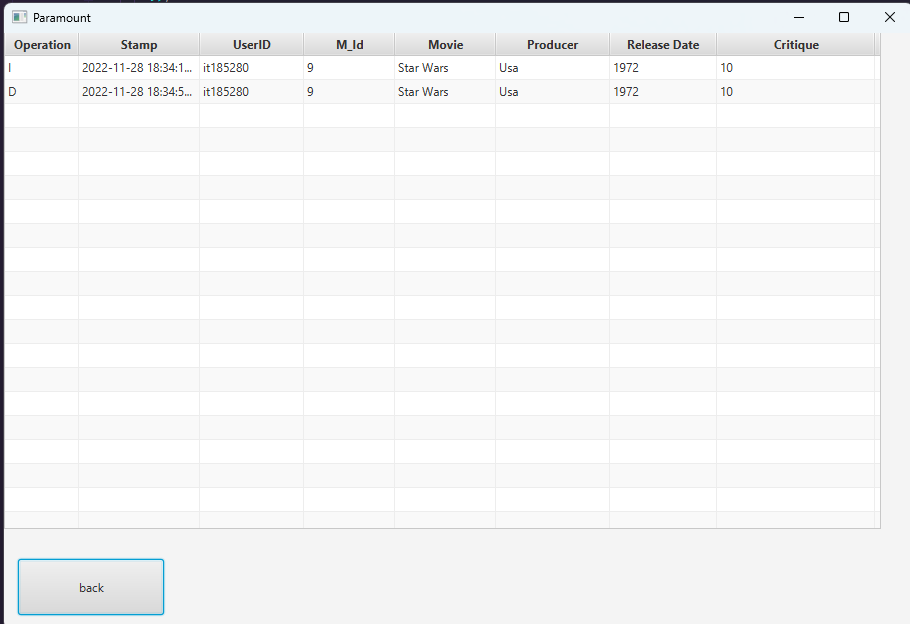 Paramount
Operation Stamp UserID M_Id Movie Producer Release Date Critique
I 2022-11-28 18:34:1... it185280 9 Star Wars Usa 1972 10
D 2022-11-28 18:34:5... it185280 9 Star Wars Usa 1972 10
back